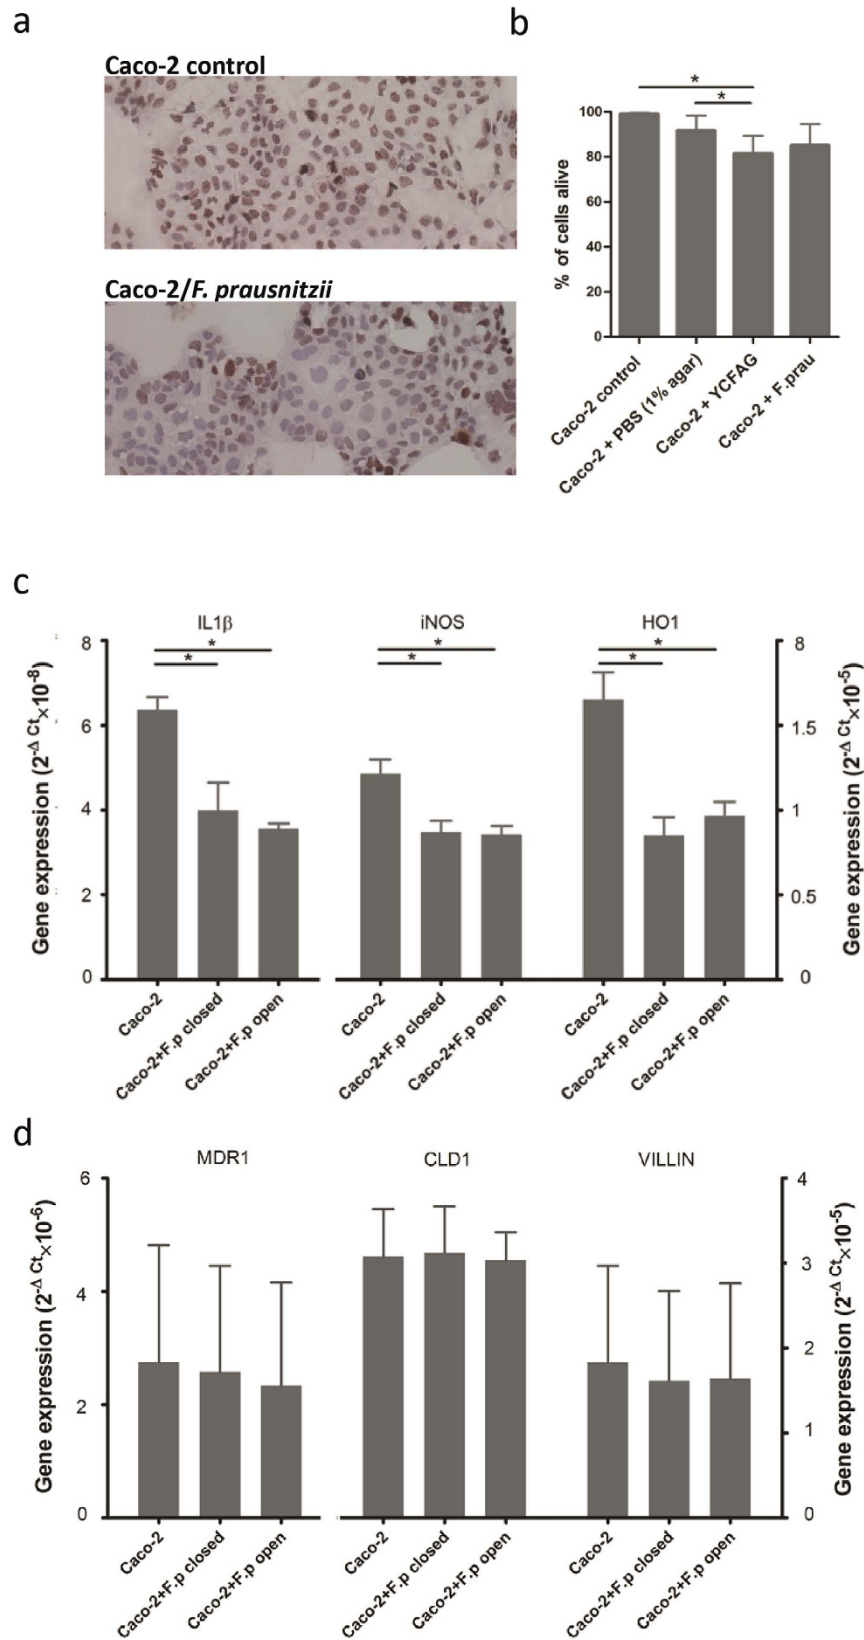 a
Caco-2 control
Caco-2/F. prausnitzii
b
*
*
% of cells alive
100
80
60
40
20
0
Caco-2 control
Caco-2 + PBS (1% agar)
Caco-2 + YCFAG
Caco-2 + F.prau
c
IL1β
iNOS
HO1
Gene expression (2-Δ Ct×10-8)
8
6
4
2
0
*
*
*
*
*
*
8
1.5
1
0.5
0
Gene expression (2-Δ Ct×10-5)
Caco-2
Caco-2+F.p closed
Caco-2+F.p open
Caco-2
Caco-2+F.p closed
Caco-2+F.p open
Caco-2
Caco-2+F.p closed
Caco-2+F.p open
d
MDR1
CLD1
VILLIN
Gene expression (2-Δ Ct×10-6)
6
4
2
0
4
3
2
1
0
Gene expression (2-Δ Ct×10-5)
Caco-2
Caco-2+F.p closed
Caco-2+F.p open
Caco-2
Caco-2+F.p closed
Caco-2+F.p open
Caco-2
Caco-2+F.p closed
Caco-2+F.p open